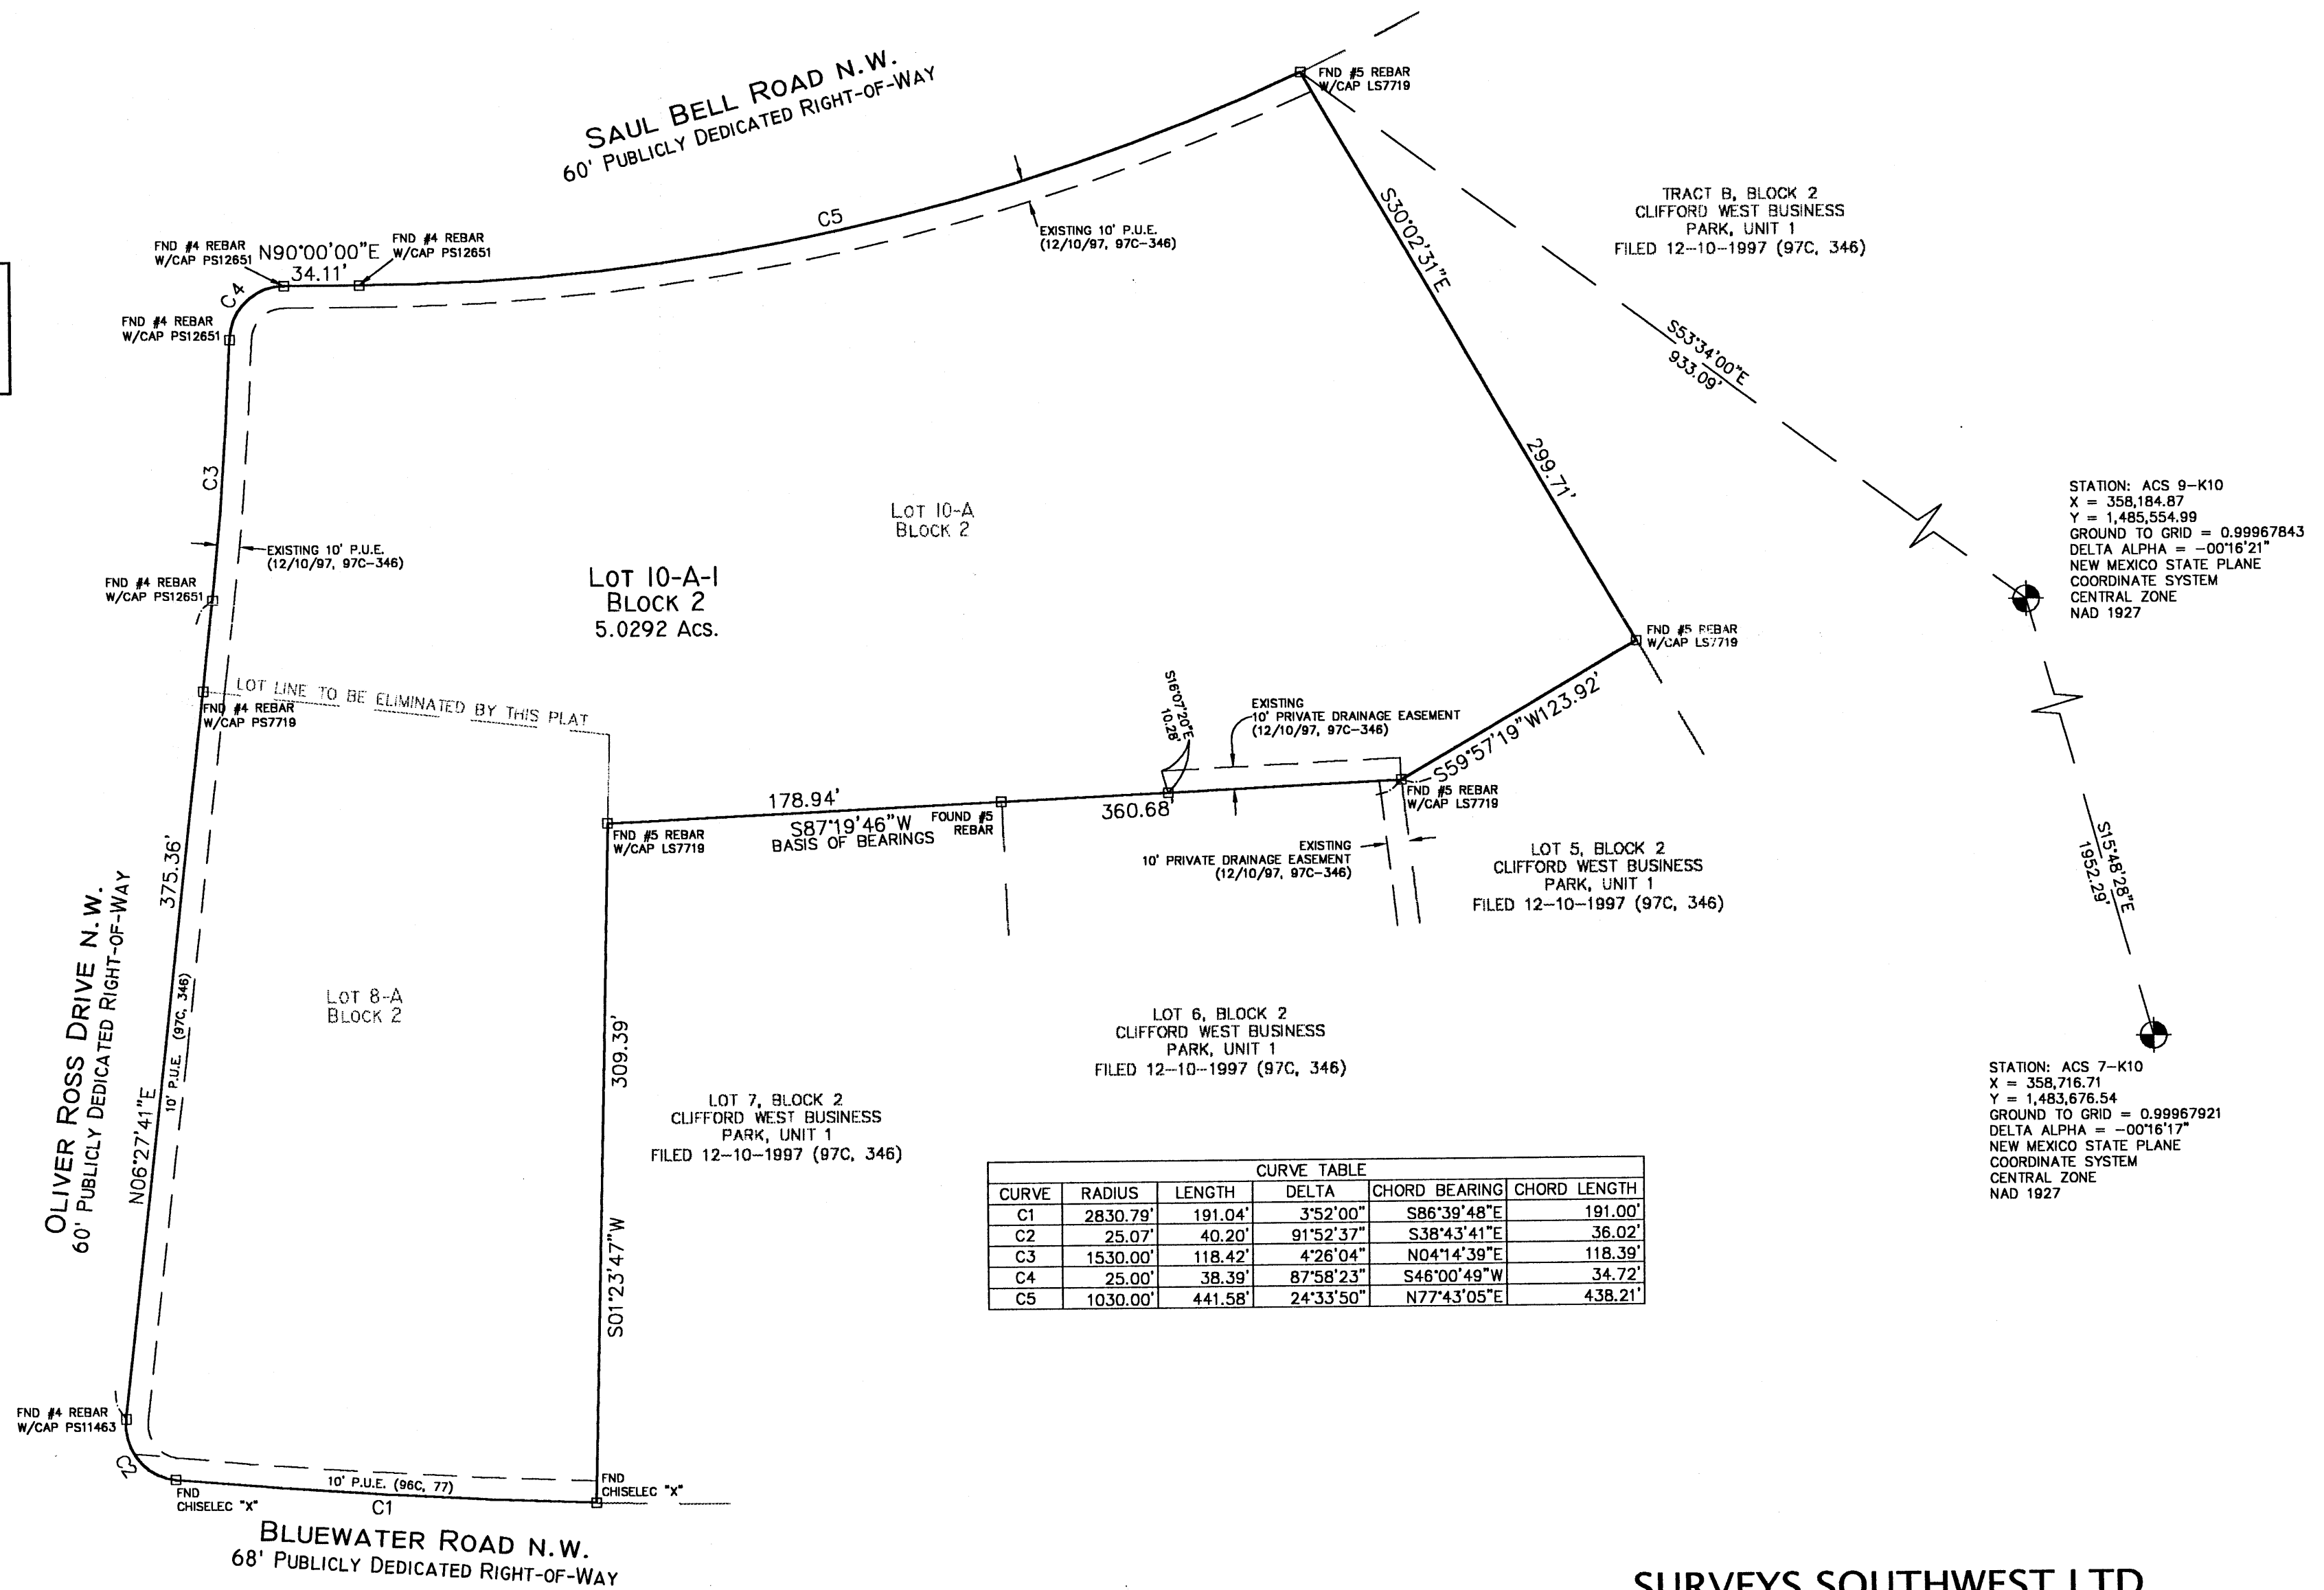 SAUL BELL ROAD N.W.
60' PUBLICLY DEDICATED RIGHT-OF-WAY
FND #5 REBAR
W/CAP LS7719
C5
EXISTING 10' P.U.E.
(12/10/97, 97C-346)
FND #4 REBAR
W/CAP PS12651
N90°00'00"E
34.11'
FND #4 REBAR
W/CAP PS12651
C4
FND #4 REBAR
W/CAP PS12651
C3
S30°02'31"E
299.71'
TRACT B, BLOCK 2
CLIFFORD WEST BUSINESS
PARK, UNIT 1
FILED 12-10-1997 (97C, 346)
S53°34'00"E
933.09'
STATION: ACS 9-K10
X = 358,184.87
Y = 1,485,554.99
GROUND TO GRID = 0.99967843
DELTA ALPHA = -00°16'21"
NEW MEXICO STATE PLANE
COORDINATE SYSTEM
CENTRAL ZONE
NAD 1927
LOT 10-A
BLOCK 2
EXISTING 10' P.U.E.
(12/10/97, 97C-346)
LOT 10-A-1
BLOCK 2
5.0292 ACS.
FND #4 REBAR
W/CAP PS12651
FND #5 REBAR
W/CAP LS7719
LOT LINE TO BE ELIMINATED BY THIS PLAT
FND #4 REBAR
W/CAP PS7719
S16°07'20"E
10.28'
EXISTING
10' PRIVATE DRAINAGE EASEMENT
(12/10/97, 97C-346)
S59°57'19"W 123.92'
FND #5 REBAR
W/CAP LS7719
178.94'
S87°19'46"W
BASIS OF BEARINGS
FOUND #5
REBAR
360.68'
FND #5 REBAR
W/CAP LS7719
EXISTING
10' PRIVATE DRAINAGE EASEMENT
(12/10/97, 97C-346)
LOT 5, BLOCK 2
CLIFFORD WEST BUSINESS
PARK, UNIT 1
FILED 12-10-1997 (97C, 346)
S15°48'28"E
1952.29'
375.36'
N06°27'41"E
OLIVER ROSS DRIVE N.W.
60' PUBLICLY DEDICATED RIGHT-OF-WAY
10' P.U.E. (97C, 346)
LOT 8-A
BLOCK 2
309.39'
S01°23'47"W
LOT 6, BLOCK 2
CLIFFORD WEST BUSINESS
PARK, UNIT 1
FILED 12-10-1997 (97C, 346)
LOT 7, BLOCK 2
CLIFFORD WEST BUSINESS
PARK, UNIT 1
FILED 12-10-1997 (97C, 346)
STATION: ACS 7-K10
X = 358,716.71
Y = 1,483,676.54
GROUND TO GRID = 0.99967921
DELTA ALPHA = -00°16'17"
NEW MEXICO STATE PLANE
COORDINATE SYSTEM
CENTRAL ZONE
NAD 1927
CURVE TABLE
CURVE RADIUS LENGTH DELTA CHORD BEARING CHORD LENGTH
C1 2830.79' 191.04' 3°52'00" S86°39'48"E 191.00'
C2 25.07' 40.20' 91°52'37" S38°43'41"E 36.02'
C3 1530.00' 118.42' 4°26'04" N04°14'39"E 118.39'
C4 25.00' 38.39' 87°58'23" S46°00'49"W 34.72'
C5 1030.00' 441.58' 24°33'50" N77°43'05"E 438.21'
FND #4 REBAR
W/CAP PS11463
C2
FND
CHISELEC "X"
10' P.U.E. (96C, 77)
C1
FND
CHISELEC "X"
BLUEWATER ROAD N.W.
68' PUBLICLY DEDICATED RIGHT-OF-WAY
SURVEYS SOUTHWEST LTD